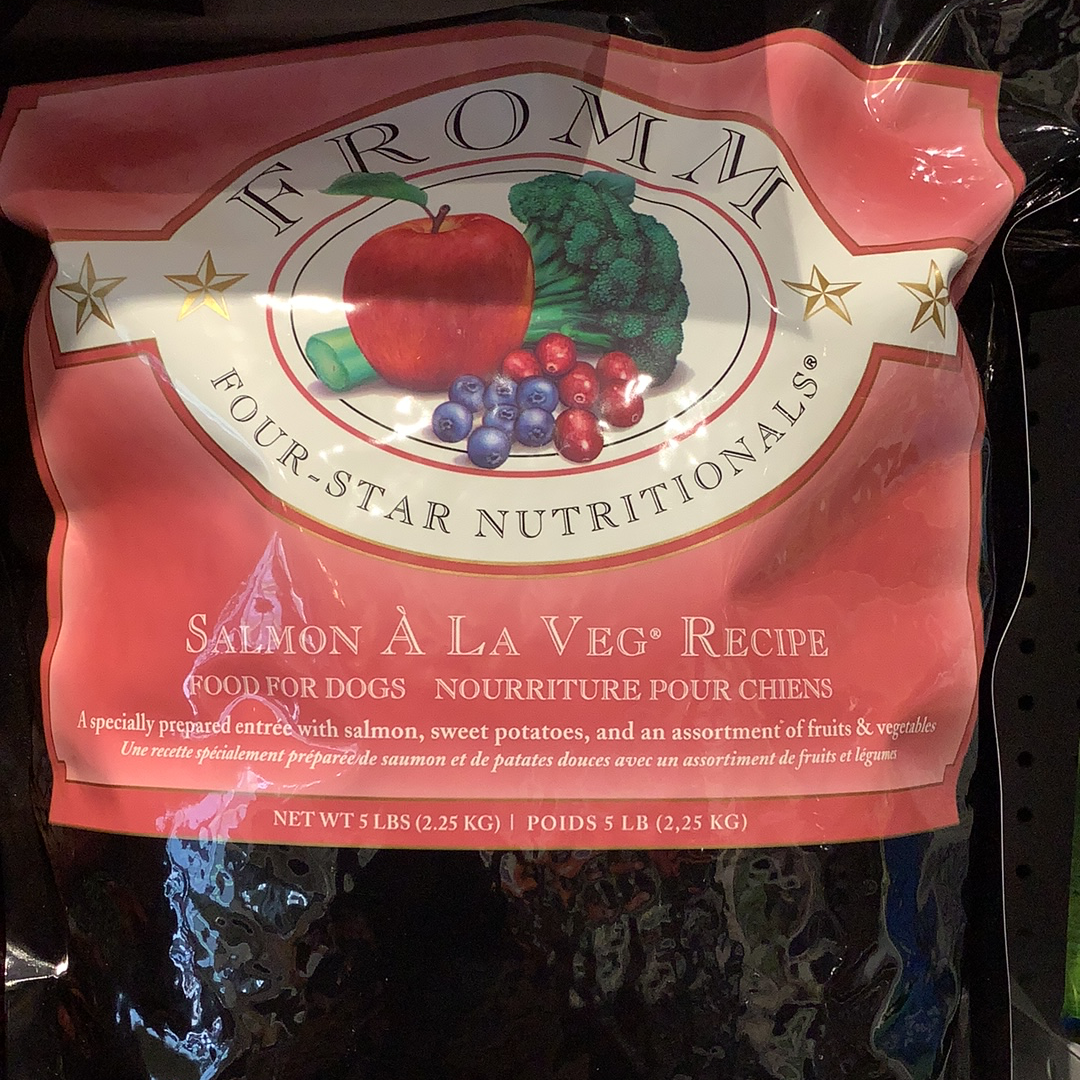 FROMM
FOUR-STAR NUTRITIONALS®
SALMON À LA VEG® RECIPE
FOOD FOR DOGS NOURRITURE POUR CHIENS
A specially prepared entrée with salmon, sweet potatoes, and an assortment of fruits & vegetables
Une recette spécialement préparée de saumon et de patates douces avec un assortiment de fruits et légumes
NET WT 5 LBS (2.25 KG) | POIDS 5 LB (2,25 KG)